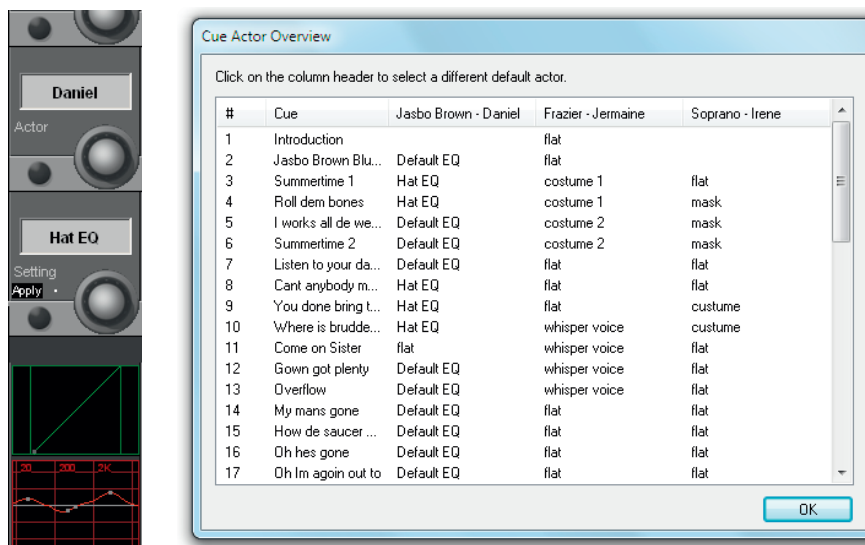 Daniel
Actor
Hat EQ
Setting
Apply
20 200 2K
Cue Actor Overview
Click on the column header to select a different default actor.
# Cue Jasbo Brown - Daniel Frazier - Jermaine Soprano - Irene
1 Introduction flat
2 Jasbo Brown Blu... Default EQ flat
3 Summertime 1 Hat EQ costume 1 flat
4 Roll dem bones Hat EQ costume 1 mask
5 I works all de we... Default EQ costume 2 mask
6 Summertime 2 Default EQ costume 2 mask
7 Listen to your da... Default EQ flat flat
8 Cant anybody m... Hat EQ flat flat
9 You done bring t... Hat EQ flat custume
10 Where is brudde... Hat EQ whisper voice custume
11 Come on Sister flat whisper voice flat
12 Gown got plenty Default EQ whisper voice flat
13 Overflow Default EQ whisper voice flat
14 My mans gone Default EQ flat flat
15 How de saucer ... Default EQ flat flat
16 Oh hes gone Default EQ flat flat
17 Oh Im agoin out to Default EQ flat flat
OK